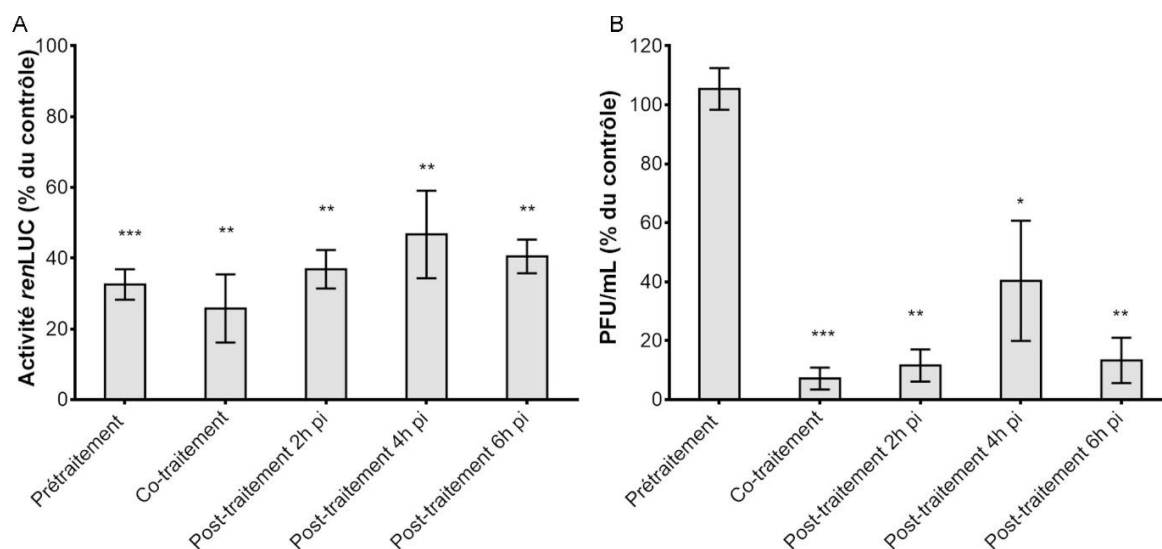 A
Activité renLUC (% du contrôle)
100
80
60
40
20
0
***
**
**
**
**
Prétraitement
Co-traitement
Post-traitement 2h pi
Post-traitement 4h pi
Post-traitement 6h pi
B
PFU/mL (% du contrôle)
120
100
80
60
40
20
0
***
**
*
**
Prétraitement
Co-traitement
Post-traitement 2h pi
Post-traitement 4h pi
Post-traitement 6h pi